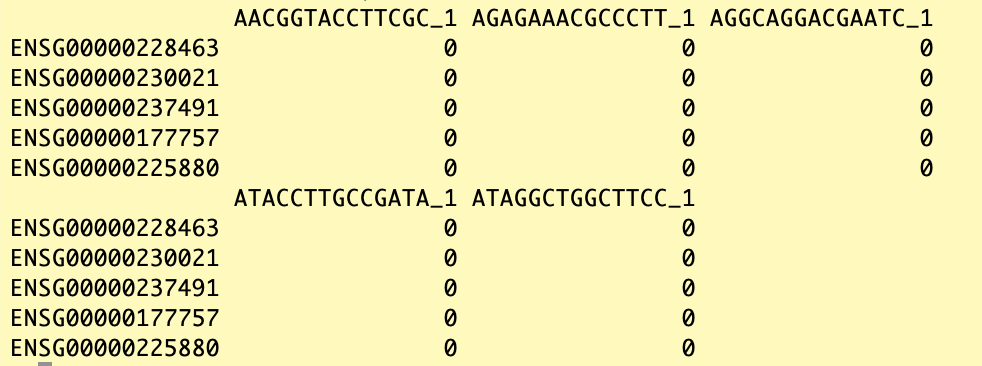 AACGGTACCTTCGC_1 AGAGAAACGCCCTT_1 AGGCAGGACGAATC_1
ENSG00000228463 0 0 0
ENSG00000230021 0 0 0
ENSG00000237491 0 0 0
ENSG00000177757 0 0 0
ENSG00000225880 0 0 0
ATACCTTGCCGATA_1 ATAGGCTGGCTTCC_1
ENSG00000228463 0 0
ENSG00000230021 0 0
ENSG00000237491 0 0
ENSG00000177757 0 0
ENSG00000225880 0 0